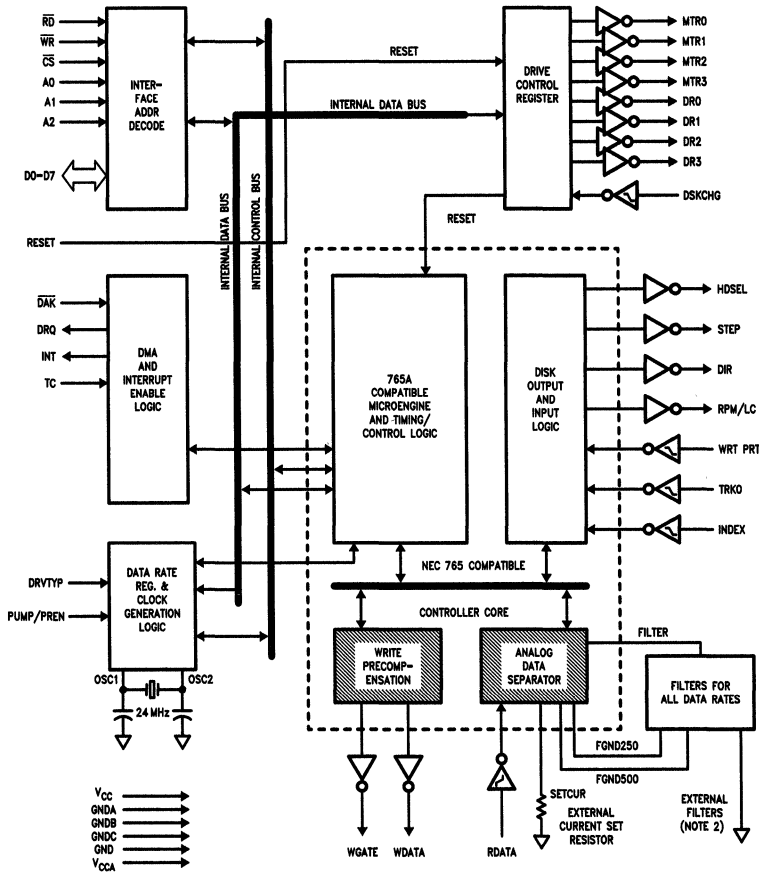 RD
WR
CS
A0
A1
A2
D0–D7
RESET
INTER-
FACE
ADDR
DECODE
RESET
INTERNAL DATA BUS
INTERNAL DATA BUS
INTERNAL CONTROL BUS
DRIVE
CONTROL
REGISTER
MTR0
MTR1
MTR2
MTR3
DR0
DR1
DR2
DR3
DSKCHG
RESET
DAK
DRQ
INT
TC
DMA
AND
INTERRUPT
ENABLE
LOGIC
765A
COMPATIBLE
MICROENGINE
AND TIMING/
CONTROL LOGIC
DISK
OUTPUT
AND
INPUT
LOGIC
HDSEL
STEP
DIR
RPM/LC
WRT PRT
TRK0
INDEX
DRVTYP
PUMP/PREN
DATA RATE
REG. &
CLOCK
GENERATION
LOGIC
OSC1
OSC2
24 MHz
NEC 765 COMPATIBLE
CONTROLLER CORE
WRITE
PRECOMP-
ENSATION
ANALOG
DATA
SEPARATOR
FILTER
FILTERS FOR
ALL DATA RATES
FGND250
FGND500
SETCUR
EXTERNAL
CURRENT SET
RESISTOR
EXTERNAL
FILTERS
(NOTE 2)
WGATE
WDATA
RDATA
VCC
GNDA
GNDB
GNDC
GND
VCCA